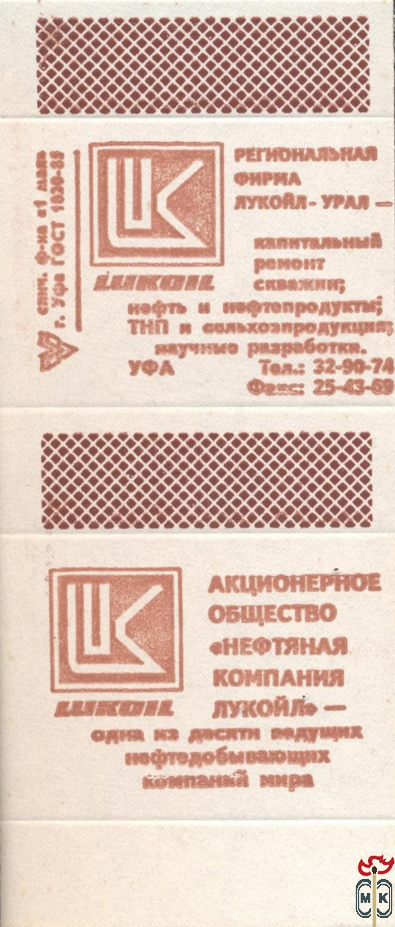 спич. ф-ка «1 мая»
г. Уфа ГОСТ 1820-85
LUKOIL
РЕГИОНАЛЬНАЯ
ФИРМА
ЛУКОЙЛ-УРАЛ —
капитальный
ремонт
скважин;
нефть и нефтепродукты;
ТНП и сельхозпродукция;
научные разработки.
УФА Тел.: 32-90-74
Факс: 25-43-69
LUKOIL
АКЦИОНЕРНОЕ
ОБЩЕСТВО
«НЕФТЯНАЯ
КОМПАНИЯ
ЛУКОЙЛ» —
одна из десяти ведущих
нефтедобывающих
компаний мира
МК